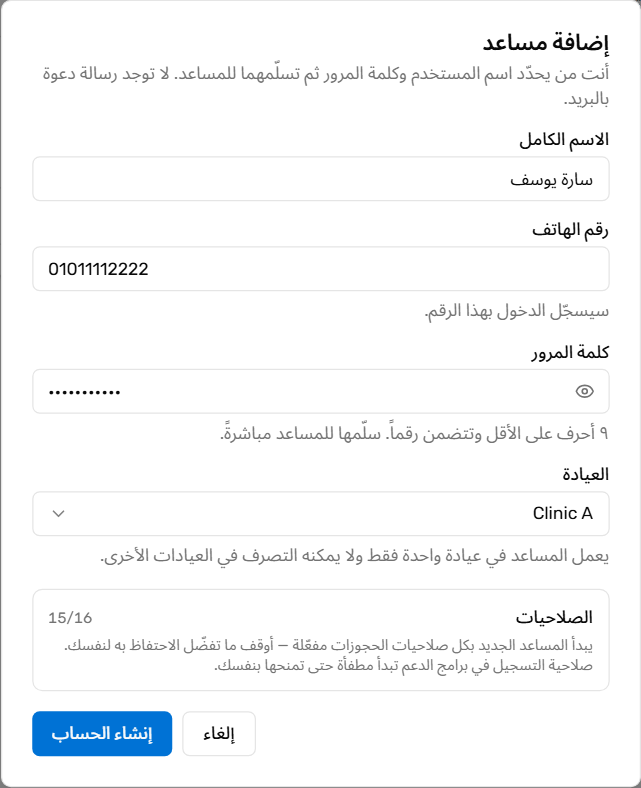 إضافة مساعد
أنت من يحدّد اسم المستخدم وكلمة المرور ثم تسلّمهما للمساعد. لا توجد رسالة دعوة
بالبريد.
الاسم الكامل
سارة يوسف
رقم الهاتف
01011112222
سيسجّل الدخول بهذا الرقم.
كلمة المرور
•••••••••••
٩ أحرف على الأقل وتتضمن رقماً. سلّمها للمساعد مباشرةً.
العيادة
Clinic A
يعمل المساعد في عيادة واحدة فقط ولا يمكنه التصرف في العيادات الأخرى.
الصلاحيات 15/16
يبدأ المساعد الجديد بكل صلاحيات الحجوزات مفعّلة — أوقف ما تفضّل الاحتفاظ به لنفسك.
صلاحية التسجيل في برامج الدعم تبدأ مطفأة حتى تمنحها بنفسك.
إلغاء إنشاء الحساب